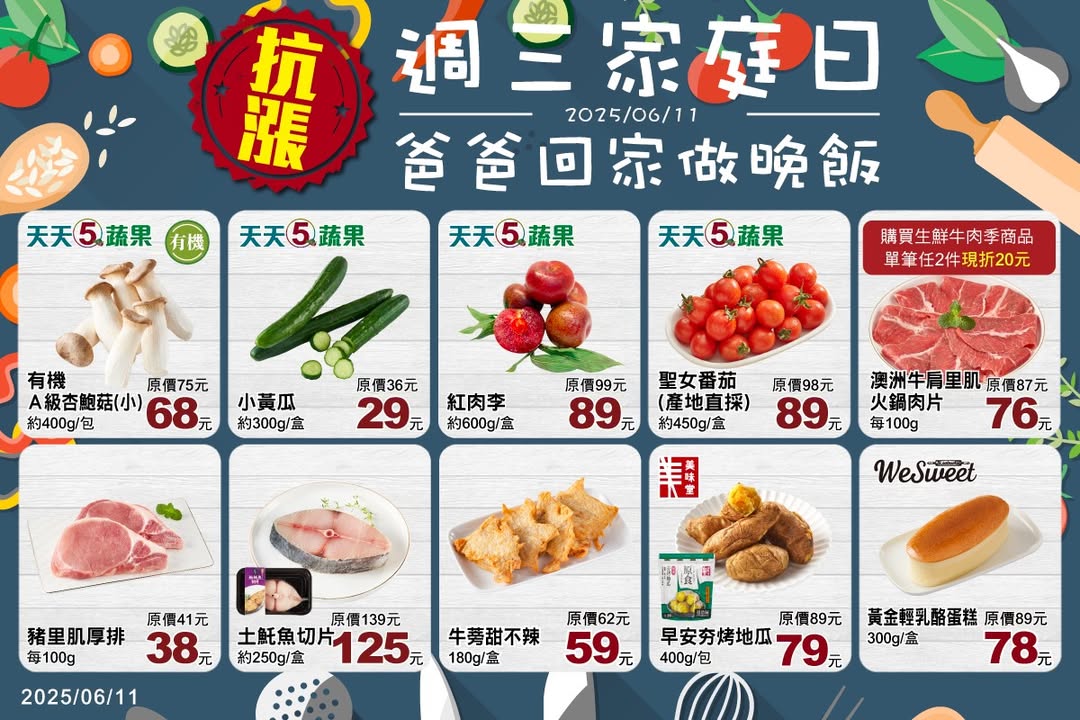 抗漲
週三家庭日
2025/06/11
爸爸回家做晚飯
天天5蔬果
有機
有機
A級杏鮑菇(小)
約400g/包
原價75元
68元
天天5蔬果
小黃瓜
約300g/盒
原價36元
29元
天天5蔬果
紅肉李
約600g/盒
原價99元
89元
天天5蔬果
聖女番茄
(產地直採)
約450g/盒
原價98元
89元
購買生鮮牛肉季商品
單筆任2件現折20元
澳洲牛肩里肌
火鍋肉片
每100g
原價87元
76元
豬里肌厚排
每100g
原價41元
38元
土魠魚切片
約250g/盒
原價139元
125元
牛蒡甜不辣
180g/盒
原價62元
59元
美味堂
原食
早安夯烤地瓜
400g/包
原價89元
79元
WeSweet
黃金輕乳酪蛋糕
300g/盒
原價89元
78元
2025/06/11